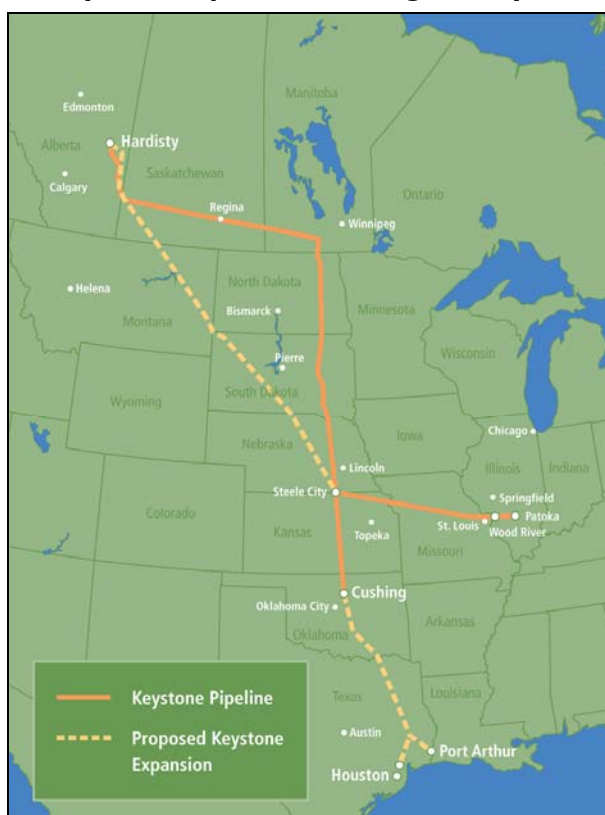 Edmonton
Manitoba
Hardisty
Alberta
Saskatchewan
Calgary
Ontario
Regina
Winnipeg
Helena
North Dakota
Minnesota
Bismarck
Montana
Pierre
Wisconsin
South Dakota
Wyoming
Chicago
Iowa
Nebraska
Lincoln
Illinois
Indiana
Steele City
Springfield
Colorado
Patoka
St. Louis
Kansas
Topeka
Wood River
Missouri
Cushing
Oklahoma City
Arkansas
Oklahoma
Louisiana
Texas
Keystone Pipeline
Austin
Proposed Keystone
Expansion
Port Arthur
Houston